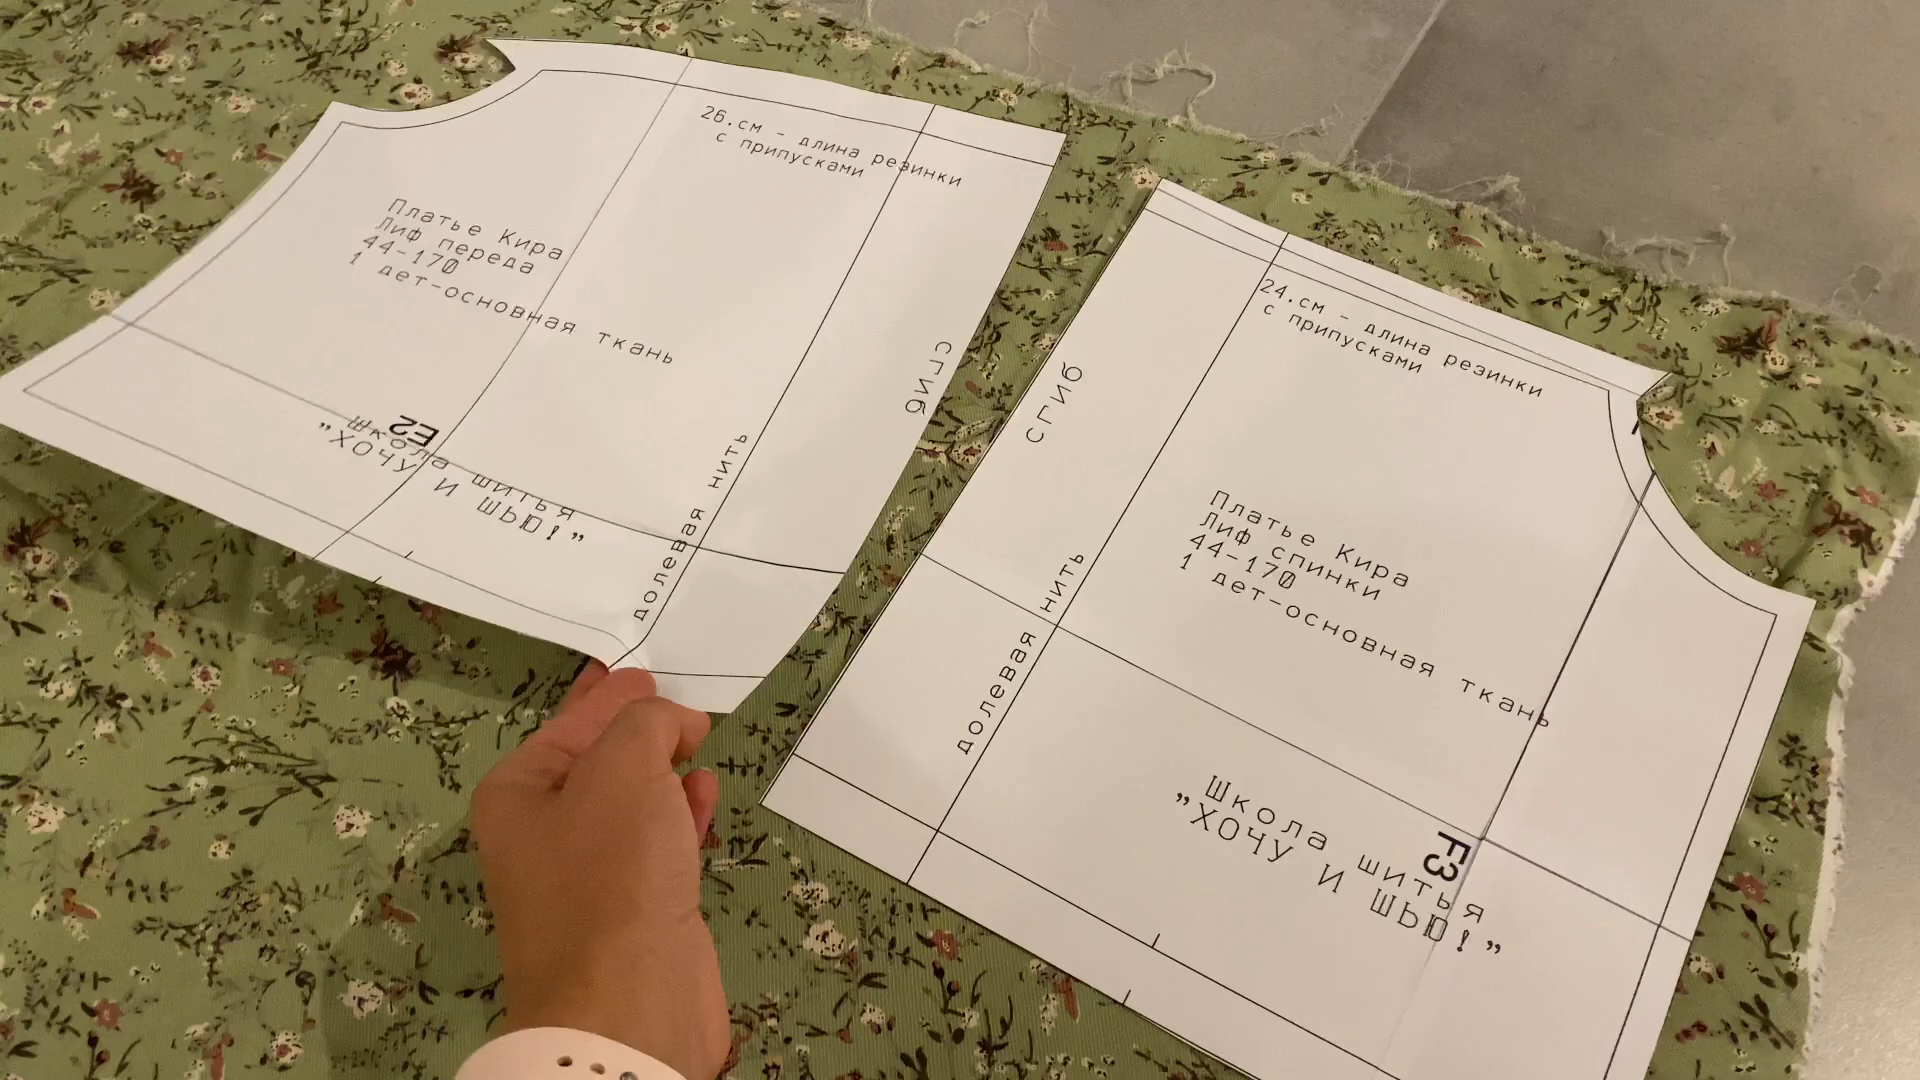 26.см - длина резинки
с припусками
Платье Кира
Лиф переда
44-170
1 дет-основная ткань
сгиб
E2
Школа шитья
"ХОЧУ И ШЬЮ!"
долевая нить
24.см - длина резинки
с припусками
сгиб
Платье Кира
Лиф спинки
44-170
1 дет-основная ткань
долевая нить
F3
Школа шитья
"ХОЧУ И ШЬЮ!"